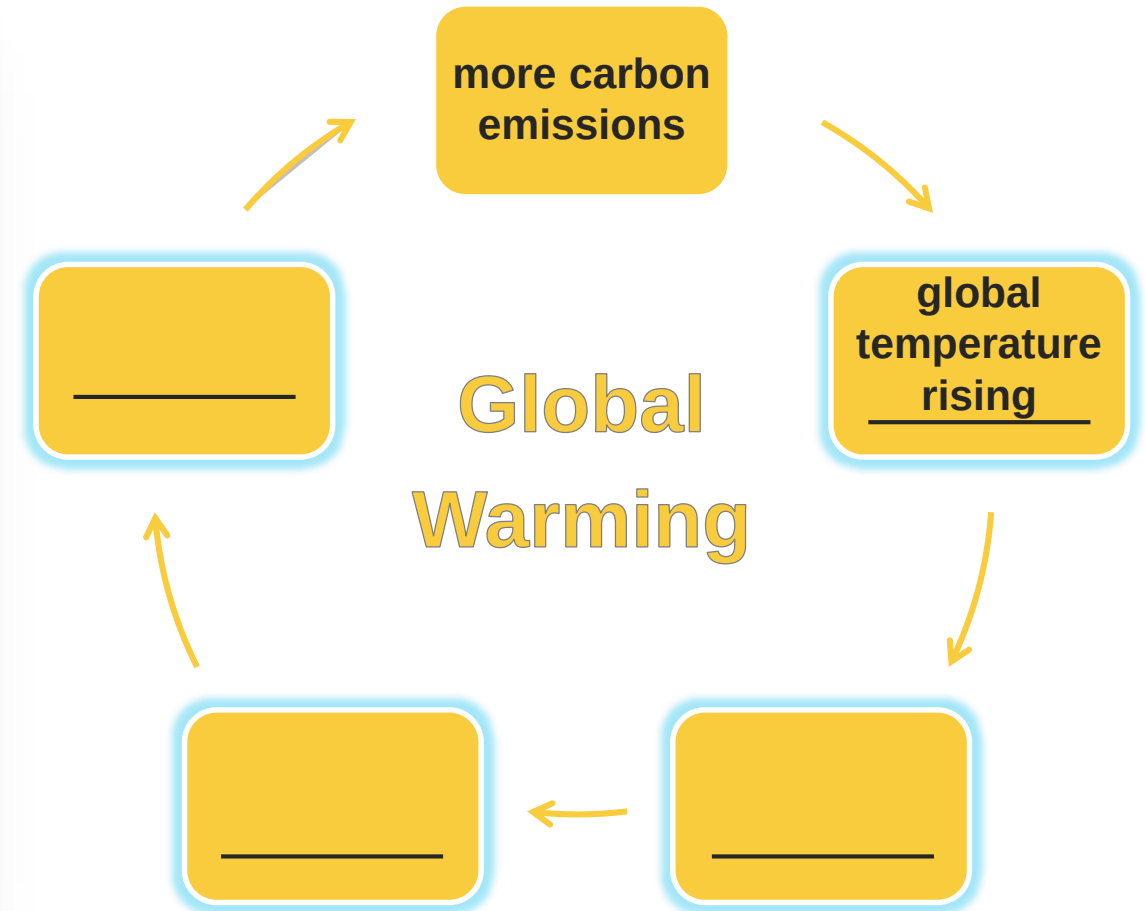 more carbon
emissions
global
temperature
rising
Global
Warming